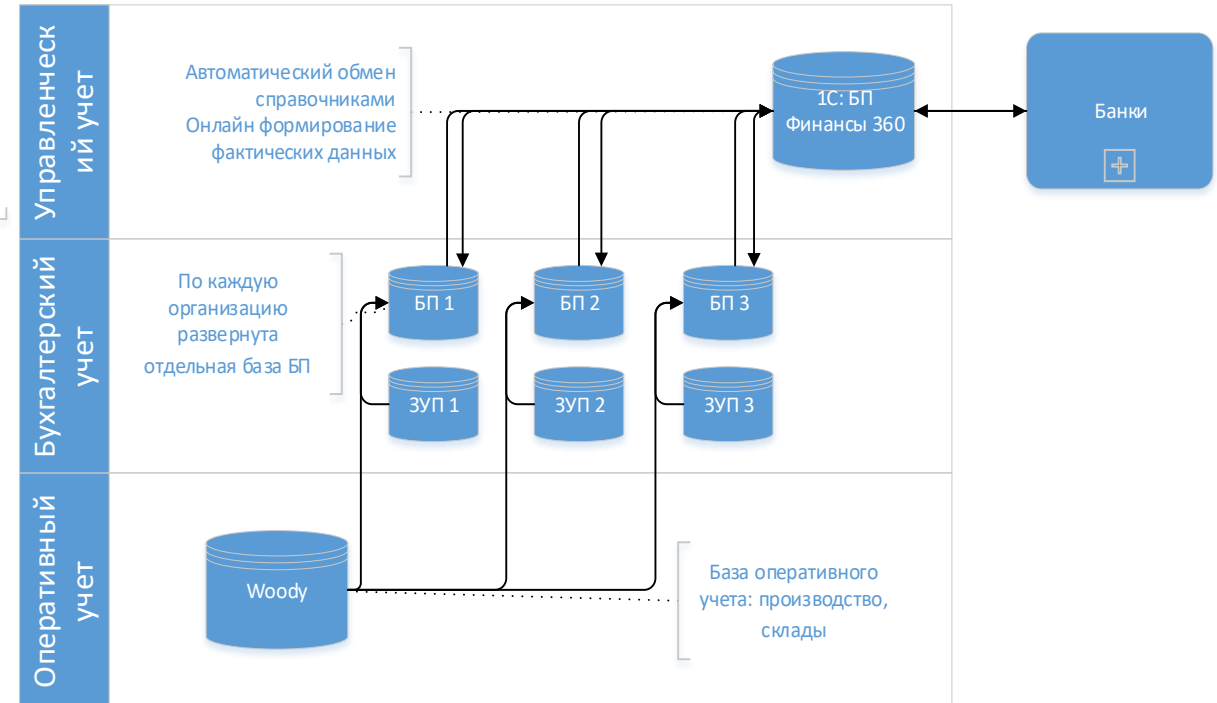 Управленческ
ий учет
Автоматический обмен
справочниками
Онлайн формирование
фактических данных
1С: БП
Финансы 360
Банки
Бухгалтерский
учет
По каждую
организацию
развернута
отдельная база БП
БП 1
БП 2
БП 3
ЗУП 1
ЗУП 2
ЗУП 3
Оперативный
учет
Woody
База оперативного
учета: производство,
склады